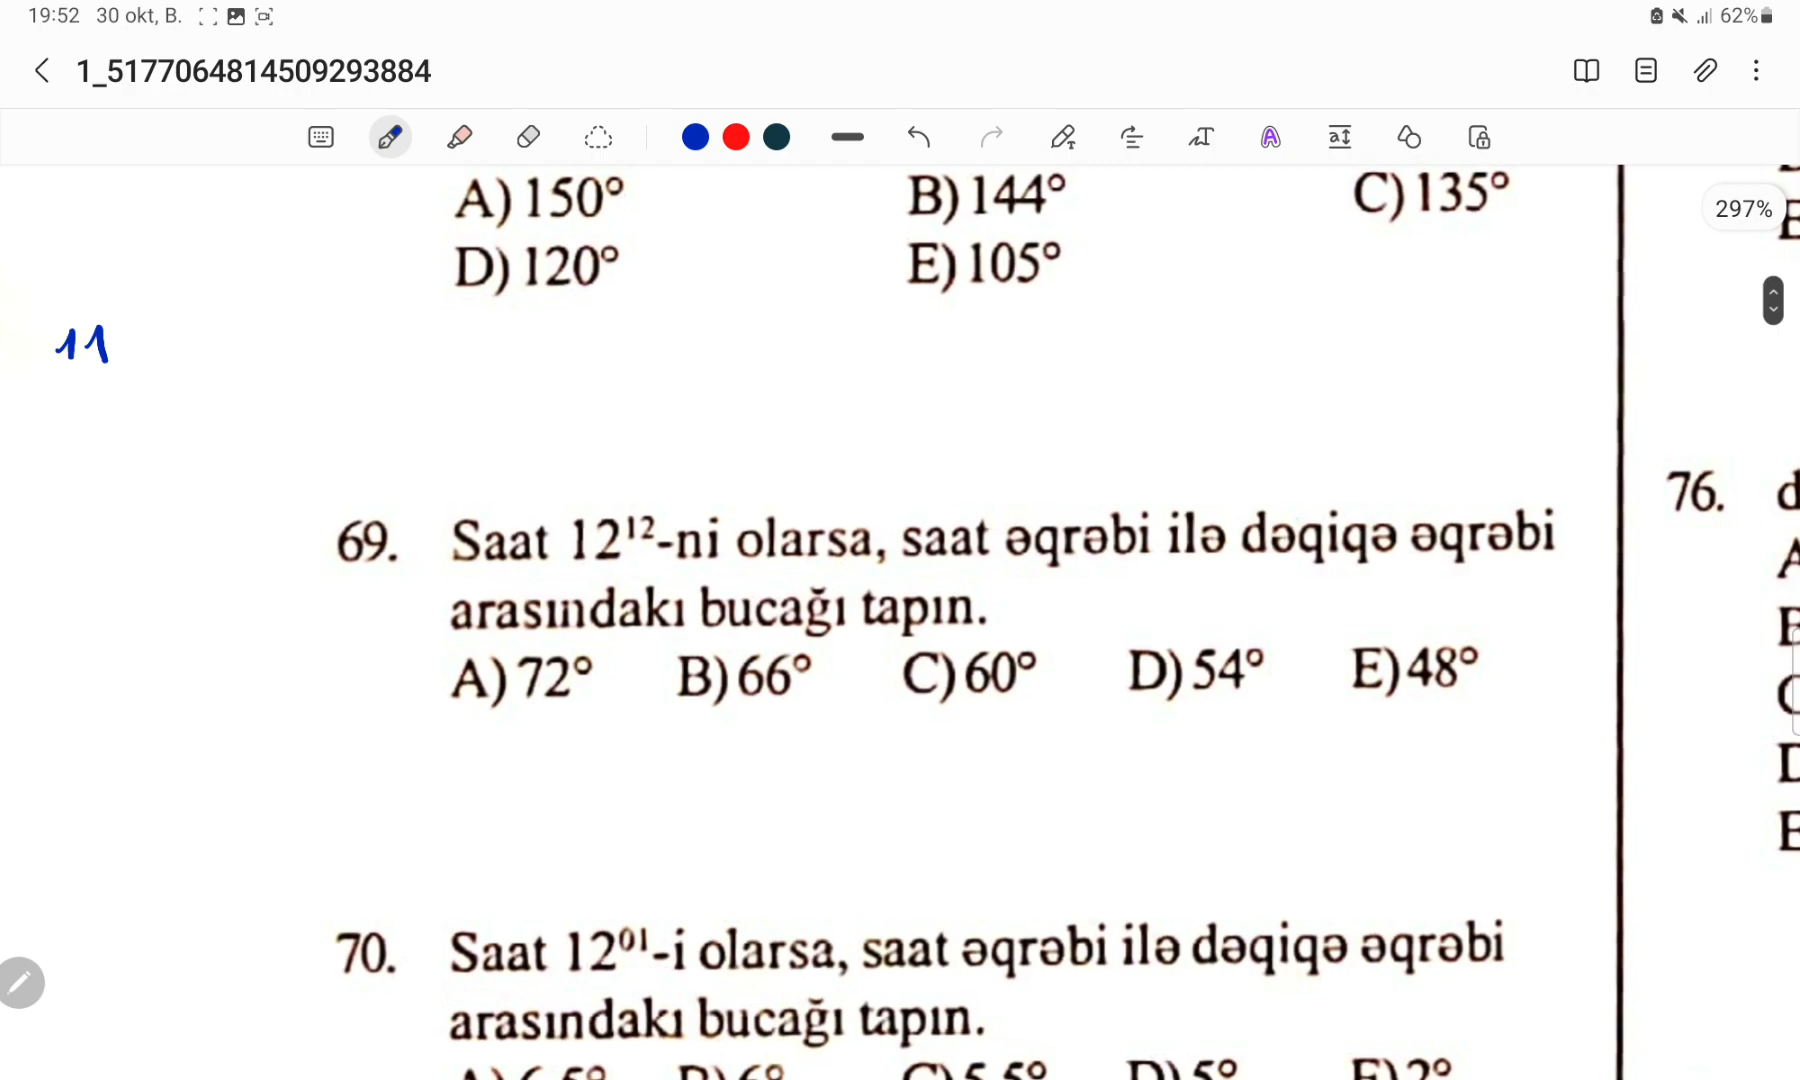 19:52 30 okt, B. 62%
1_5177064814509293884
A) 150° B) 144° C) 135°
297%
D) 120° E) 105°
11
69. Saat 12¹²-ni olarsa, saat əqrəbi ilə dəqiqə əqrəbi
arasındakı bucağı tapın.
A) 72° B) 66° C) 60° D) 54° E) 48°
76.
70. Saat 12⁰¹-i olarsa, saat əqrəbi ilə dəqiqə əqrəbi
arasındakı bucağı tapın.